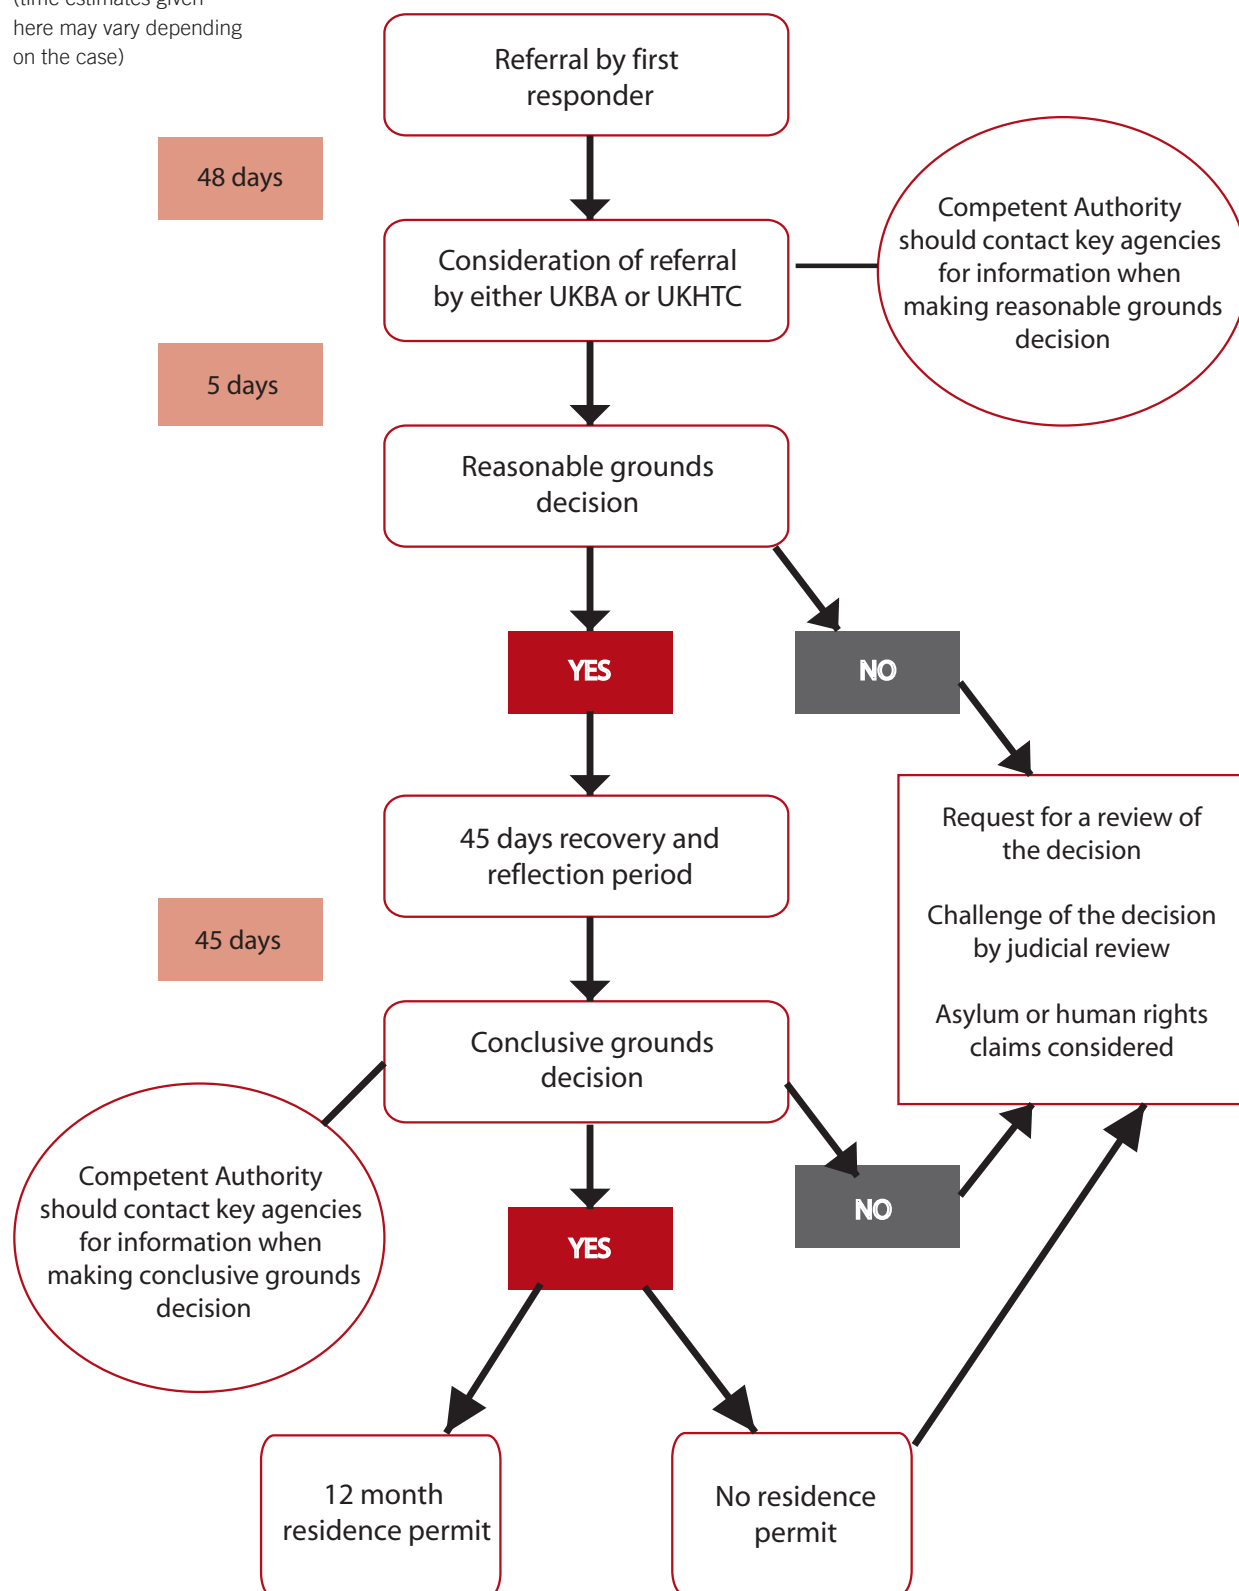 (time estimates given
here may vary depending
on the case)
Referral by first
responder
48 days
Consideration of referral
by either UKBA or UKHTC
Competent Authority
should contact key agencies
for information when
making reasonable grounds
decision
5 days
Reasonable grounds
decision
YES
NO
45 days recovery and
reflection period
Request for a review of
the decision
Challenge of the decision
by judicial review
Asylum or human rights
claims considered
45 days
Conclusive grounds
decision
Competent Authority
should contact key agencies
for information when
making conclusive grounds
decision
YES
NO
12 month
residence permit
No residence
permit